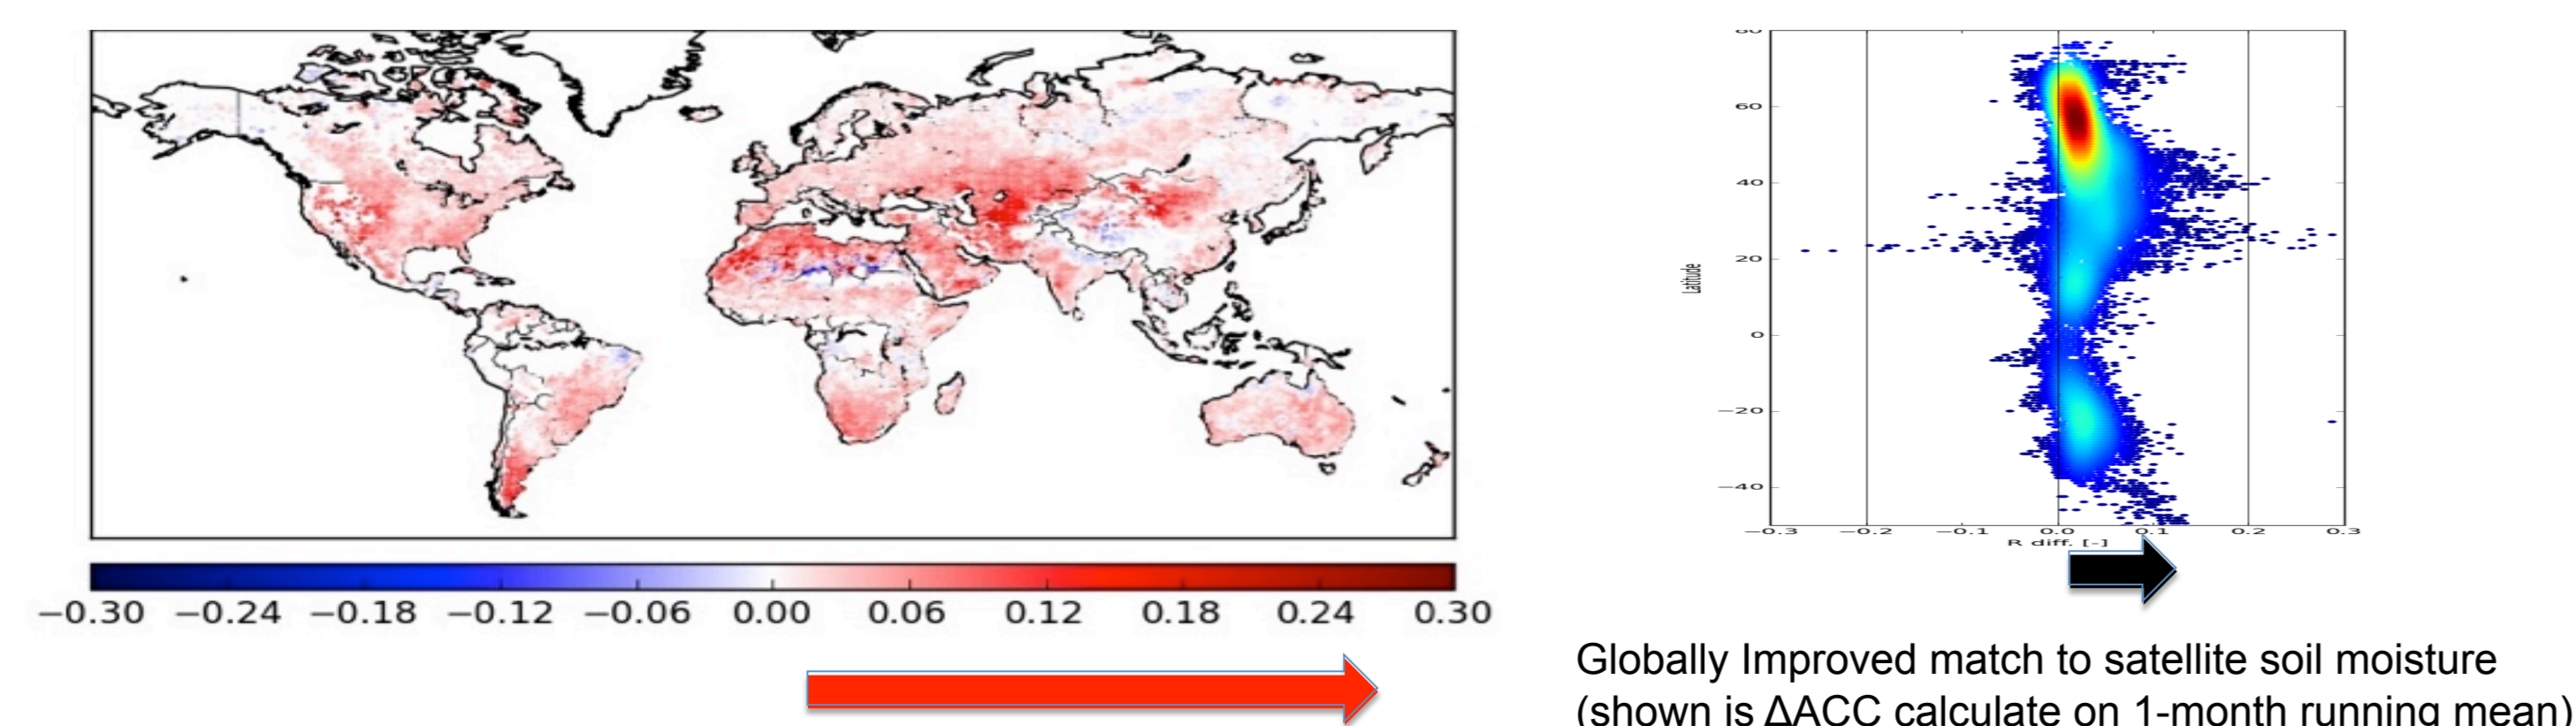 80
60
40
20
0
−20
−40
Latitude
−0.3 −0.2 −0.1 0.0 0.1 0.2 0.3
R diff. [-]
−0.30 −0.24 −0.18 −0.12 −0.06 0.00 0.06 0.12 0.18 0.24 0.30
Globally Improved match to satellite soil moisture
(shown is ΔACC calculate on 1-month running mean)